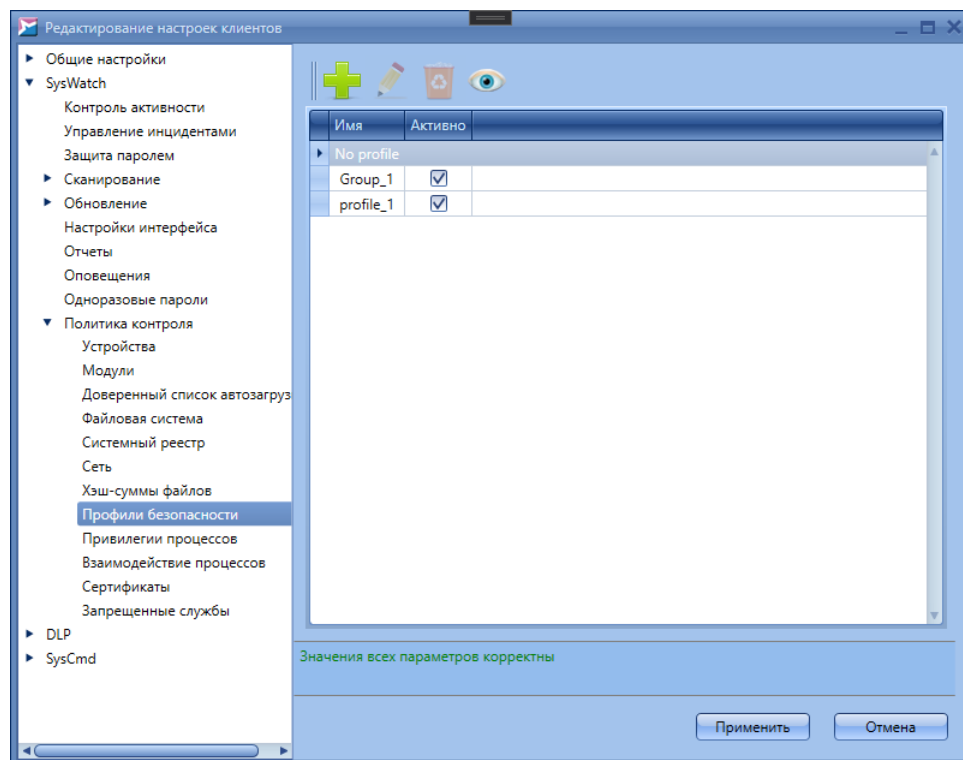 Редактирование настроек клиентов
Общие настройки
SysWatch
Контроль активности
Управление инцидентами
Защита паролем
Сканирование
Обновление
Настройки интерфейса
Отчеты
Оповещения
Одноразовые пароли
Политика контроля
Устройства
Модули
Доверенный список автозагруз
Файловая система
Системный реестр
Сеть
Хэш-суммы файлов
Профили безопасности
Привилегии процессов
Взаимодействие процессов
Сертификаты
Запрещенные службы
DLP
SysCmd
Имя Активно
No profile
Group_1
profile_1
Значения всех параметров корректны
Применить Отмена